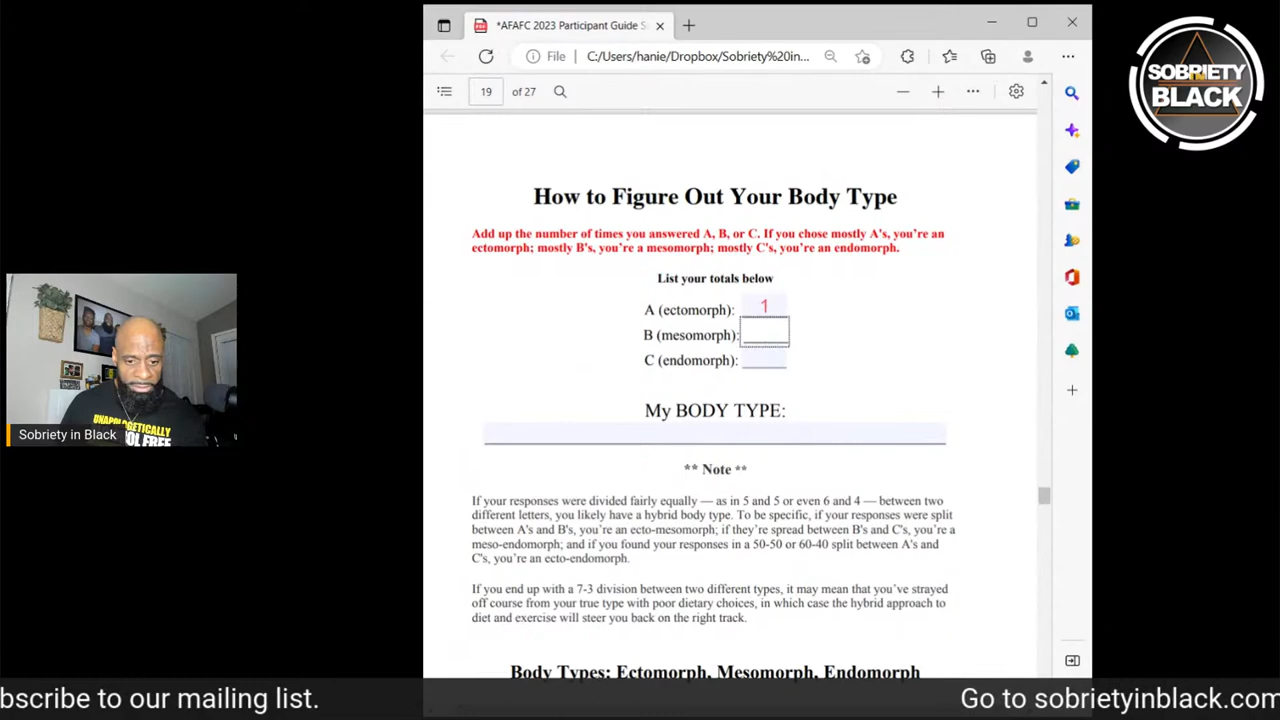 *AFAFC 2023 Participant Guide S
File
C:/Users/hanie/Dropbox/Sobriety%20in...
19 of 27
SOBRIETY
IN
BLACK
How to Figure Out Your Body Type
Add up the number of times you answered A, B, or C. If you chose mostly A's, you're an
ectomorph; mostly B's, you're a mesomorph; mostly C's, you're an endomorph.
List your totals below
A (ectomorph): 1
B (mesomorph):
C (endomorph):
My BODY TYPE:
** Note **
If your responses were divided fairly equally — as in 5 and 5 or even 6 and 4 — between two
different letters, you likely have a hybrid body type. To be specific, if your responses were split
between A's and B's, you're an ecto-mesomorph; if they're spread between B's and C's, you're a
meso-endomorph; and if you found your responses in a 50-50 or 60-40 split between A's and
C's, you're an ecto-endomorph.
If you end up with a 7-3 division between two different types, it may mean that you've strayed
off course from your true type with poor dietary choices, in which case the hybrid approach to
diet and exercise will steer you back on the right track.
Body Types: Ectomorph, Mesomorph, Endomorph
UNAPOLOGETICALLY
Sobriety in Black
bscribe to our mailing list.
Go to sobrietyinblack.com